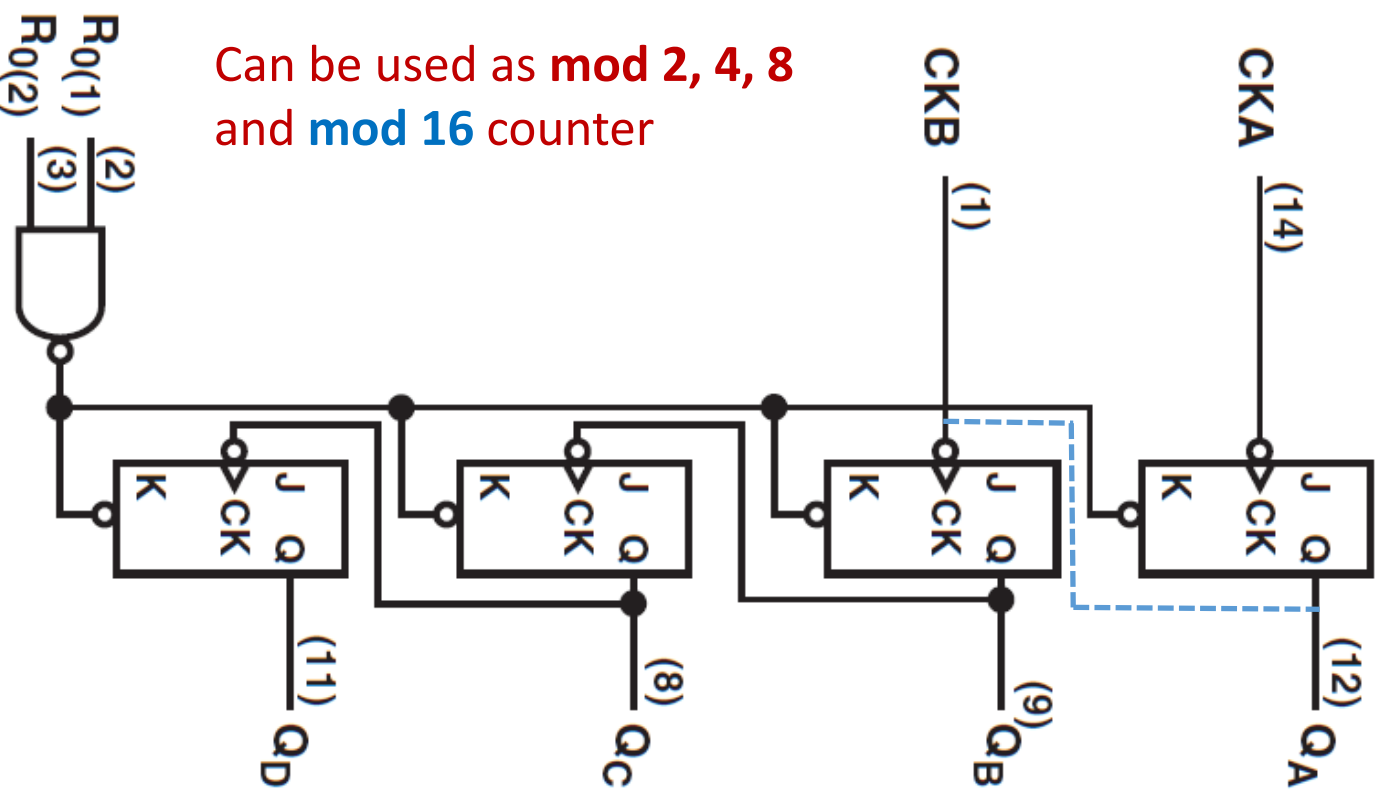 Can be used as mod 2, 4, 8
and mod 16 counter
R0(2)
R0(1)
CKB
CKA
(3)
(2)
(1)
(14)
K
CK
J
Q
K
CK
J
Q
K
CK
J
Q
K
CK
J
Q
(11)
(8)
(9)
(12)
QD
QC
QB
QA